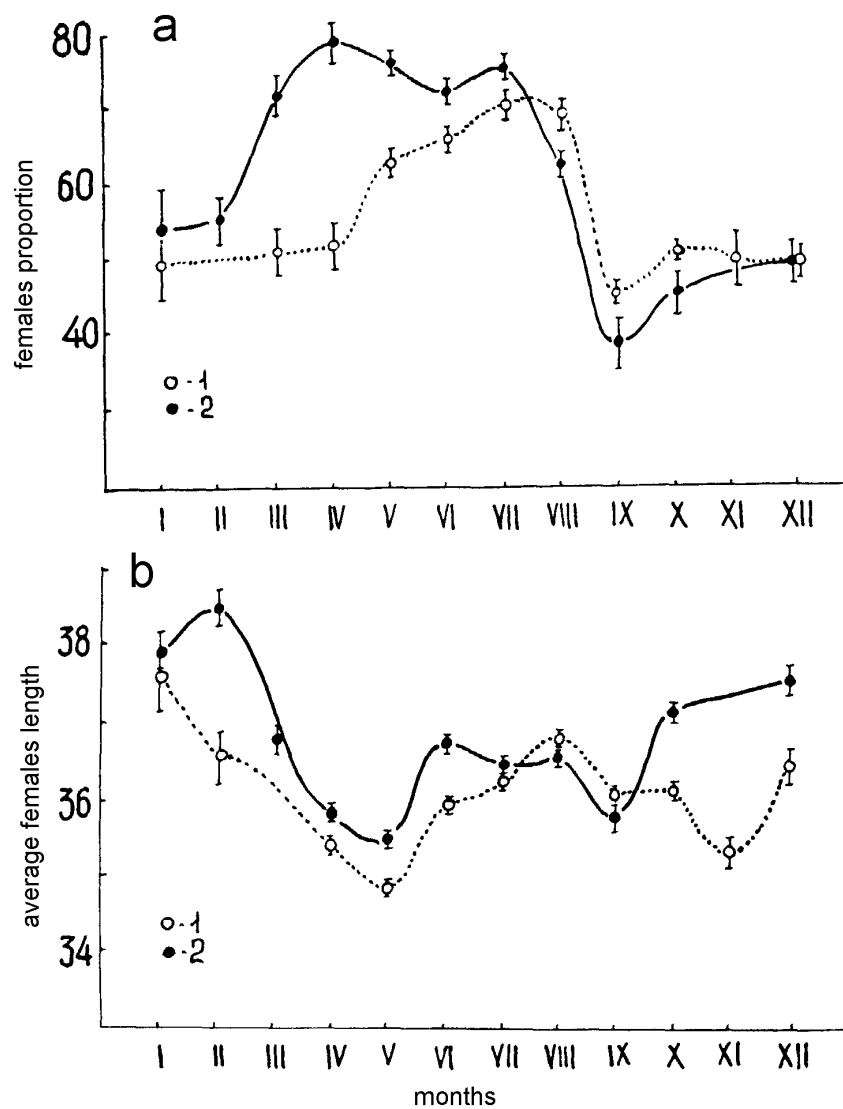 a
80
60
40
females proportion
○ - 1
● - 2
I II III IV V VI VII VIII IX X XI XII
b
38
36
34
average females length
○ - 1
● - 2
I II III IV V VI VII VIII IX X XI XII
months